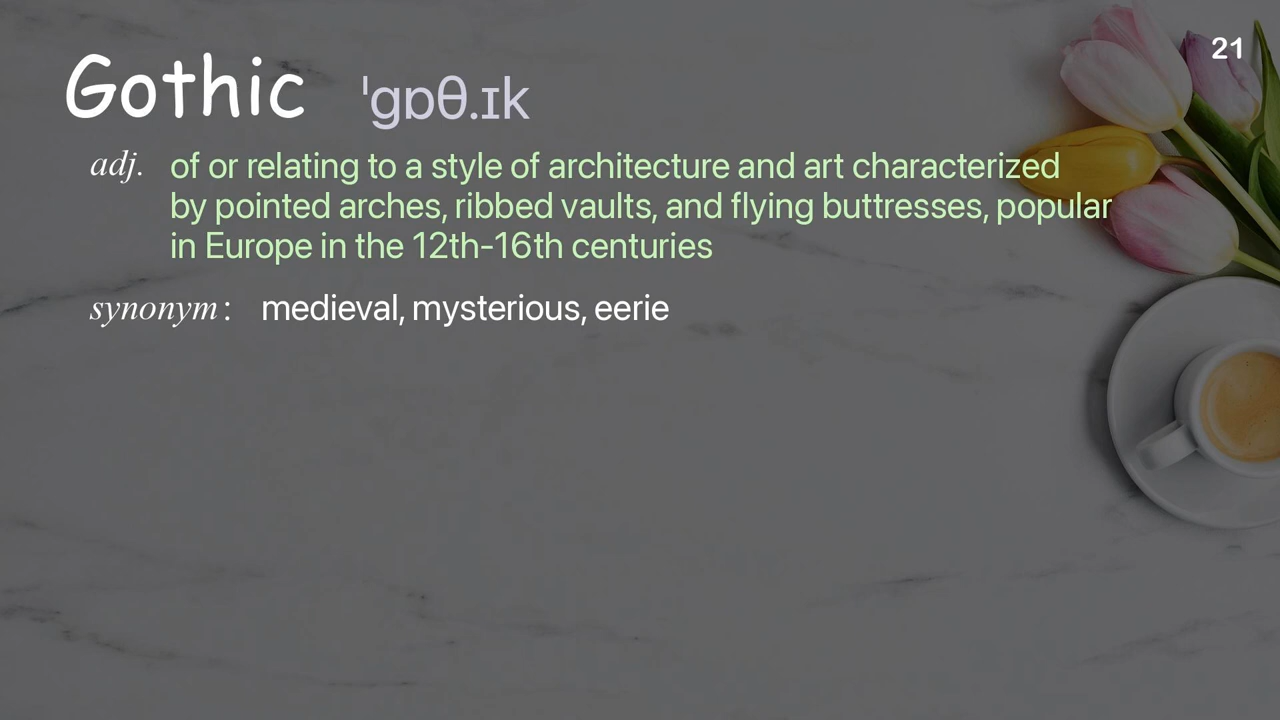 21
Gothic ˈɡɒθ.ɪk
adj. of or relating to a style of architecture and art characterized
by pointed arches, ribbed vaults, and flying buttresses, popular
in Europe in the 12th-16th centuries
synonym : medieval, mysterious, eerie